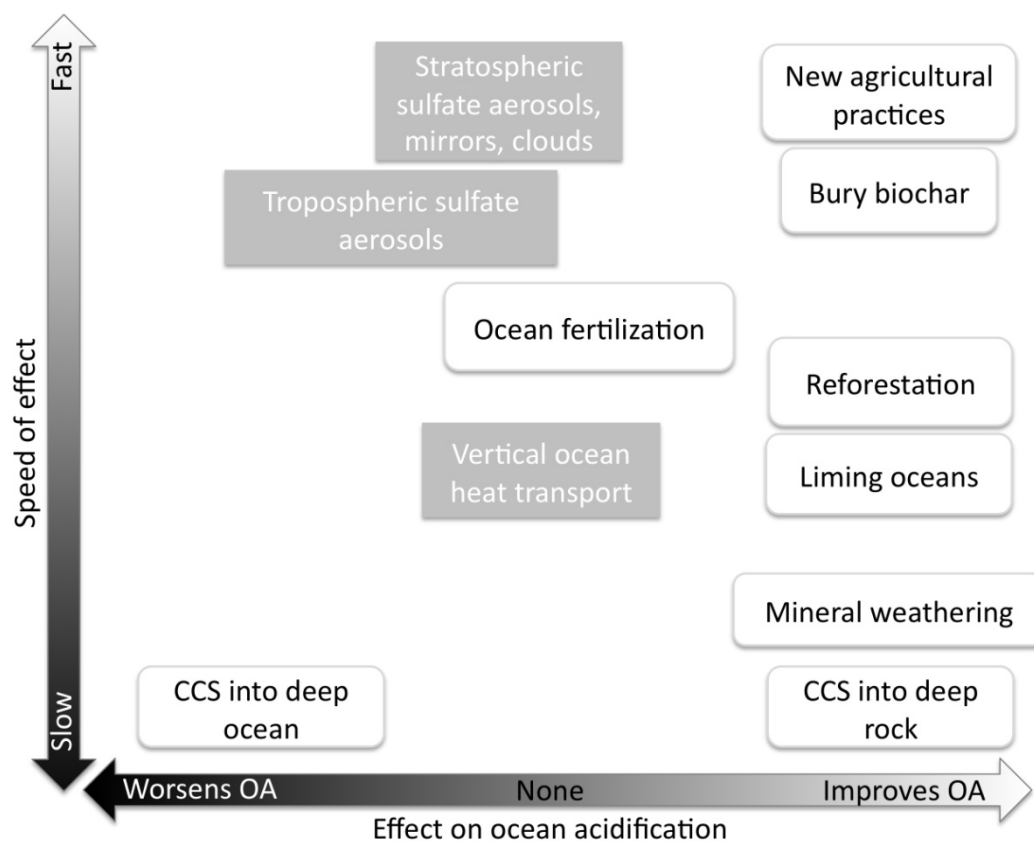 Fast
Stratospheric
sulfate aerosols,
mirrors, clouds
New agricultural
practices
Tropospheric sulfate
aerosols
Bury biochar
Ocean fertilization
Reforestation
Speed of effect
Vertical ocean
heat transport
Liming oceans
Mineral weathering
Slow
CCS into deep
ocean
CCS into deep
rock
Worsens OA
None
Improves OA
Effect on ocean acidification